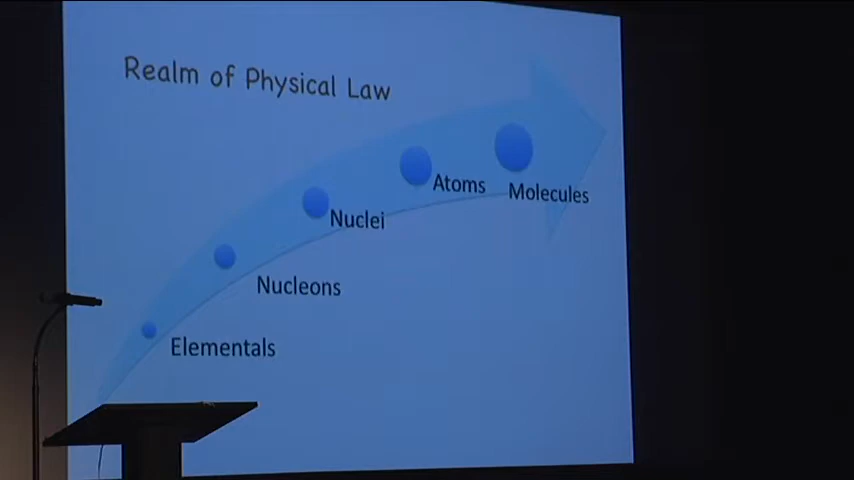 Realm of Physical Law
Molecules
Atoms
Nuclei
Nucleons
Elementals